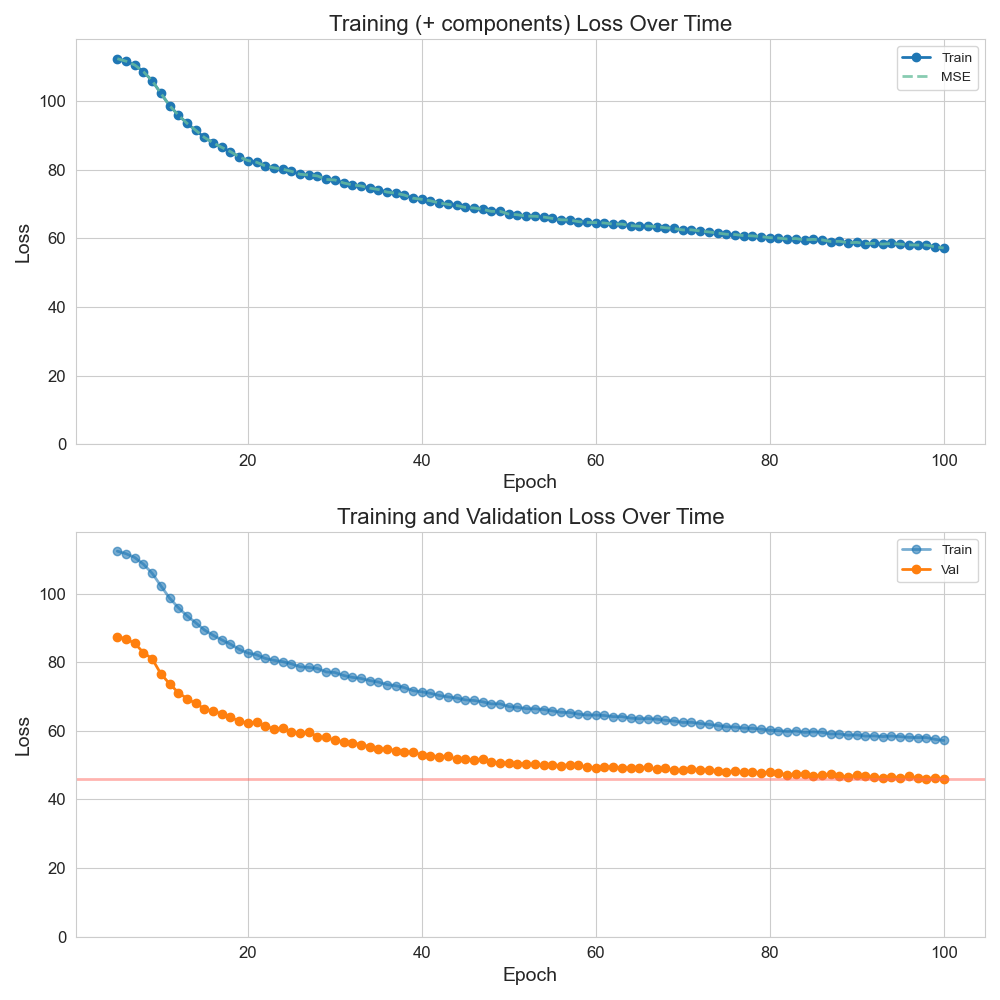 Training (+ components) Loss Over Time
Train
MSE
Loss
100
80
60
40
20
0
20 40 60 80 100
Epoch
Training and Validation Loss Over Time
Train
Val
Loss
100
80
60
40
20
0
20 40 60 80 100
Epoch